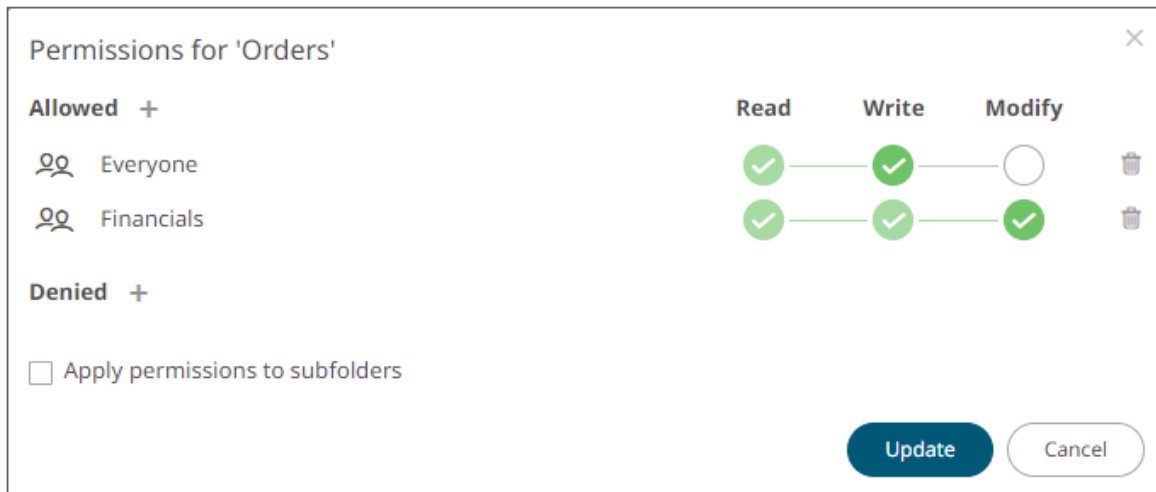 Permissions for 'Orders'
Allowed + Read Write Modify
Everyone
Financials
Denied +
Apply permissions to subfolders
Update Cancel